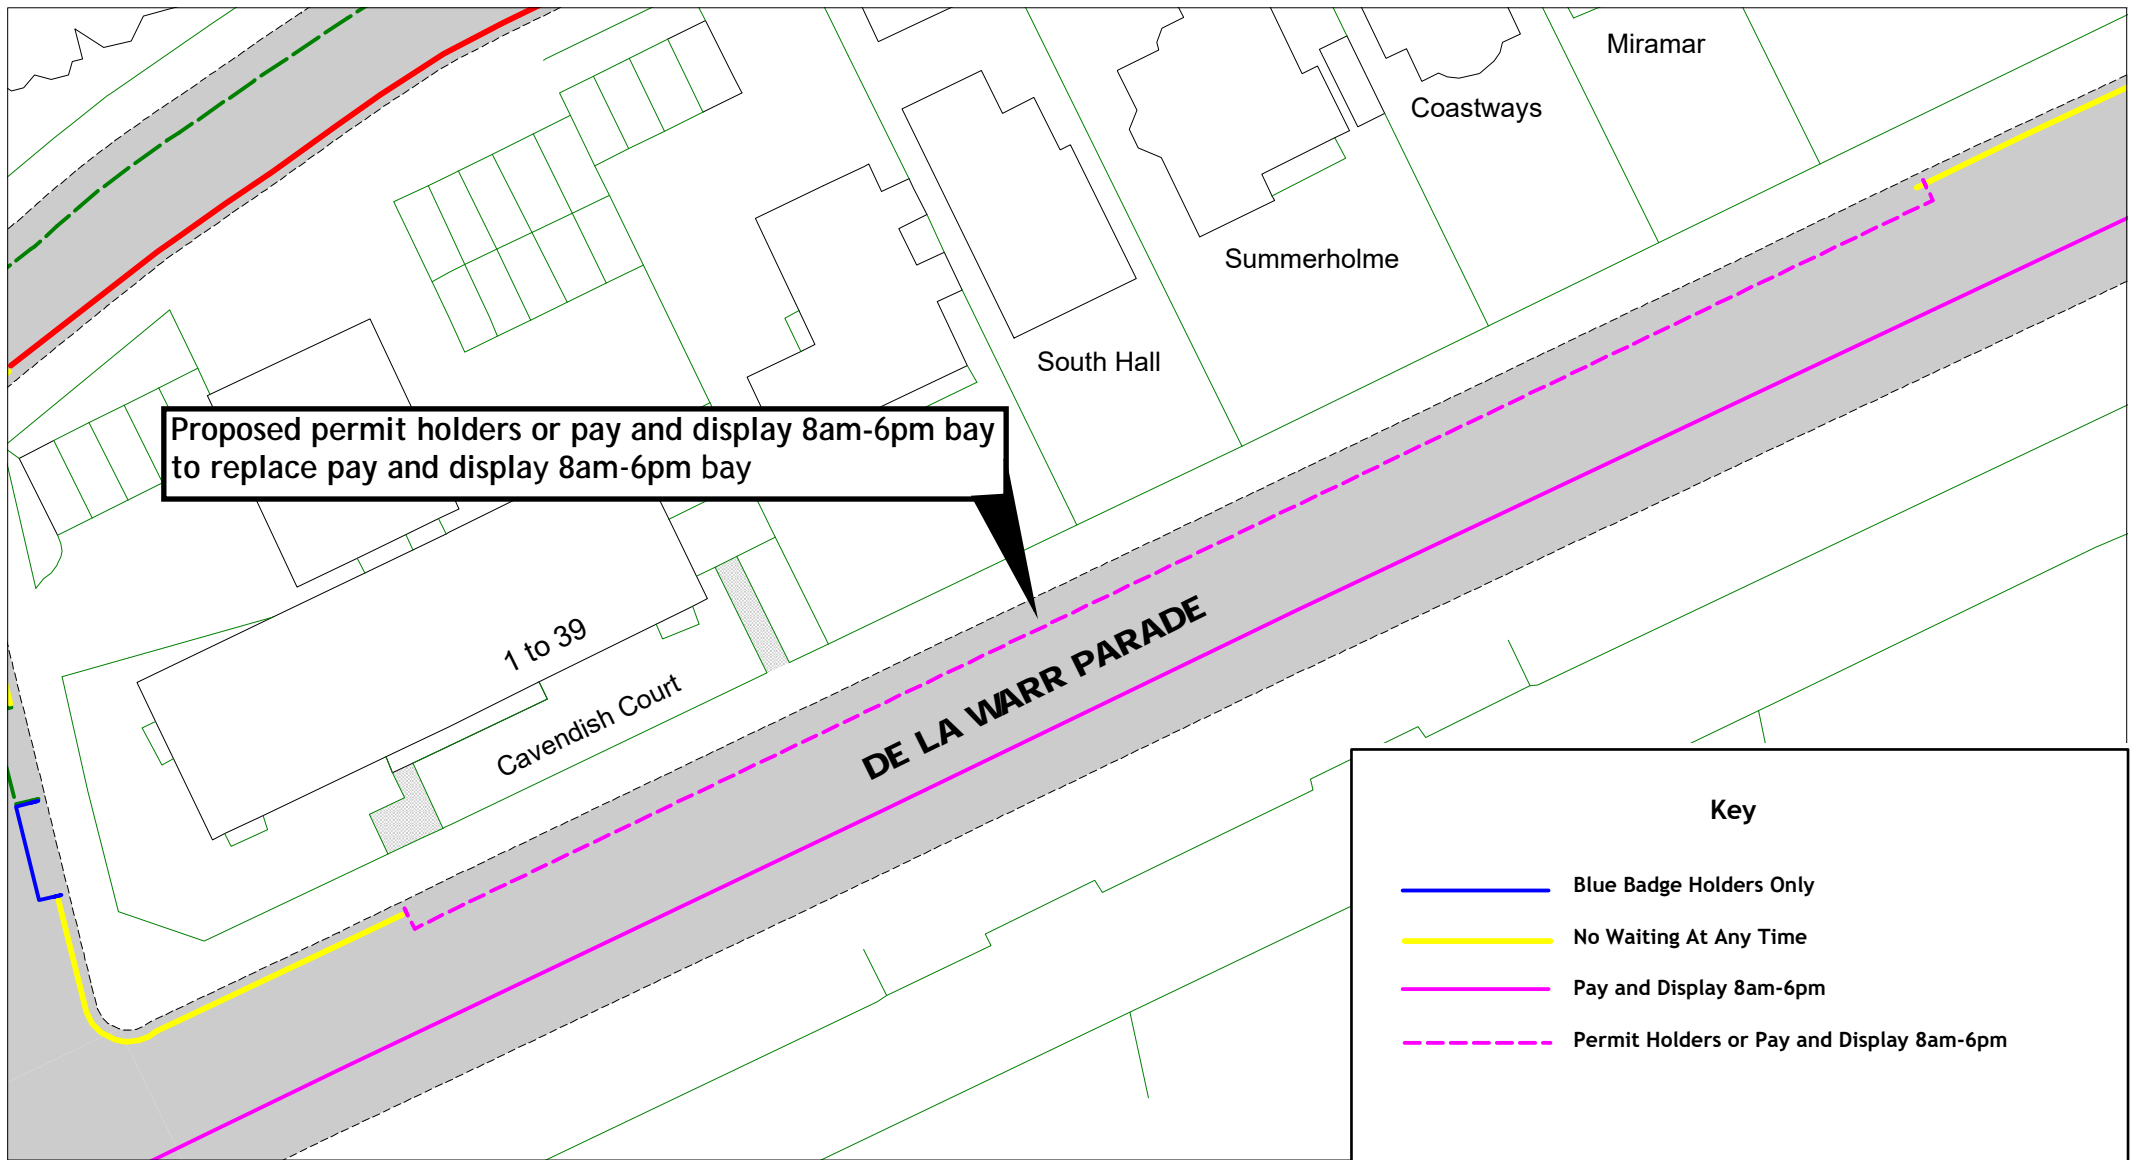 Miramar
Coastways
Summerholme
South Hall
Proposed permit holders or pay and display 8am-6pm bay
to replace pay and display 8am-6pm bay
1 to 39
Cavendish Court
DE LA WARR PARADE
Key
Blue Badge Holders Only
No Waiting At Any Time
Pay and Display 8am-6pm
Permit Holders or Pay and Display 8am-6pm